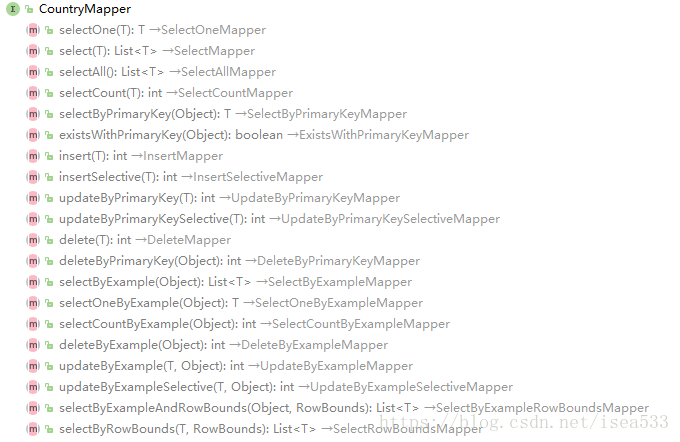 I CountryMapper
m selectOne(T): T →SelectOneMapper
m select(T): List<T> →SelectMapper
m selectAll(): List<T> →SelectAllMapper
m selectCount(T): int →SelectCountMapper
m selectByPrimaryKey(Object): T →SelectByPrimaryKeyMapper
m existsWithPrimaryKey(Object): boolean →ExistsWithPrimaryKeyMapper
m insert(T): int →InsertMapper
m insertSelective(T): int →InsertSelectiveMapper
m updateByPrimaryKey(T): int →UpdateByPrimaryKeyMapper
m updateByPrimaryKeySelective(T): int →UpdateByPrimaryKeySelectiveMapper
m delete(T): int →DeleteMapper
m deleteByPrimaryKey(Object): int →DeleteByPrimaryKeyMapper
m selectByExample(Object): List<T> →SelectByExampleMapper
m selectOneByExample(Object): T →SelectOneByExampleMapper
m selectCountByExample(Object): int →SelectCountByExampleMapper
m deleteByExample(Object): int →DeleteByExampleMapper
m updateByExample(T, Object): int →UpdateByExampleMapper
m updateByExampleSelective(T, Object): int →UpdateByExampleSelectiveMapper
m selectByExampleAndRowBounds(Object, RowBounds): List<T> →SelectByExampleRowBoundsMapper
m selectByRowBounds(T, RowBounds): List<T> →SelectRowBoundsMapper
https://blog.csdn.net/isea533